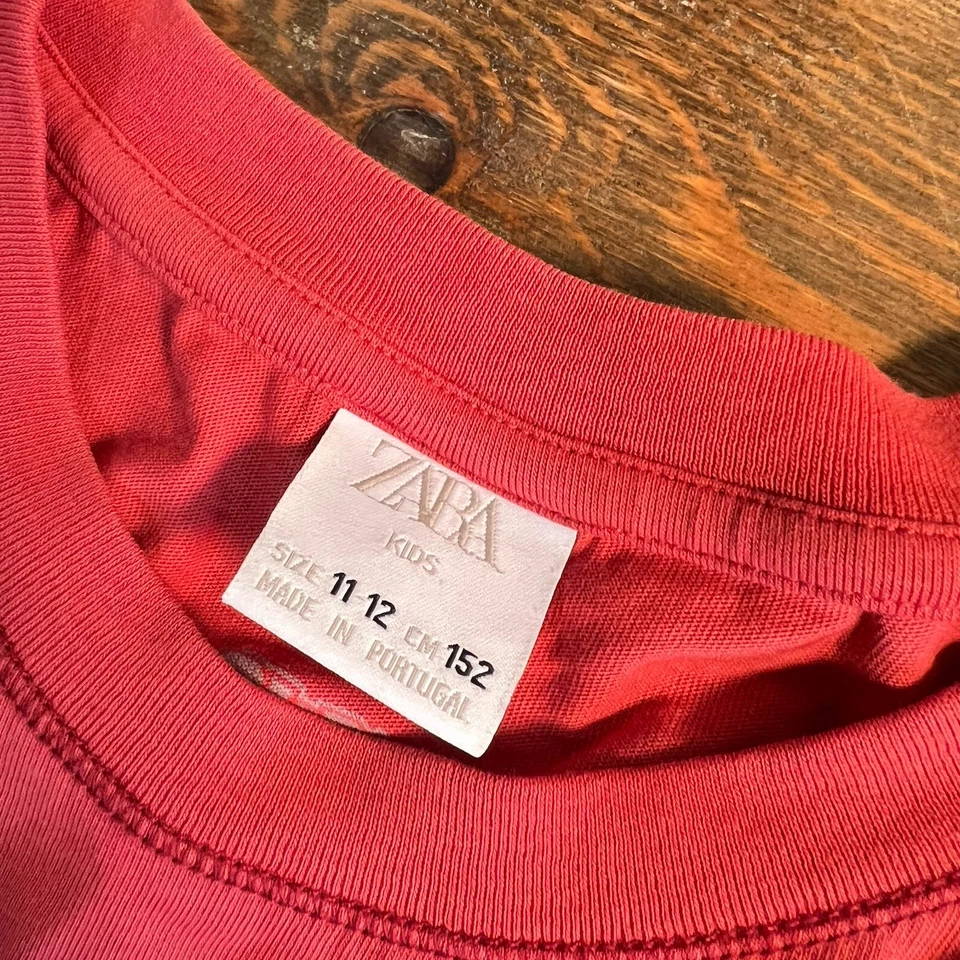 ZARA
KIDS
SIZE 11-12 CM 152
MADE IN PORTUGAL